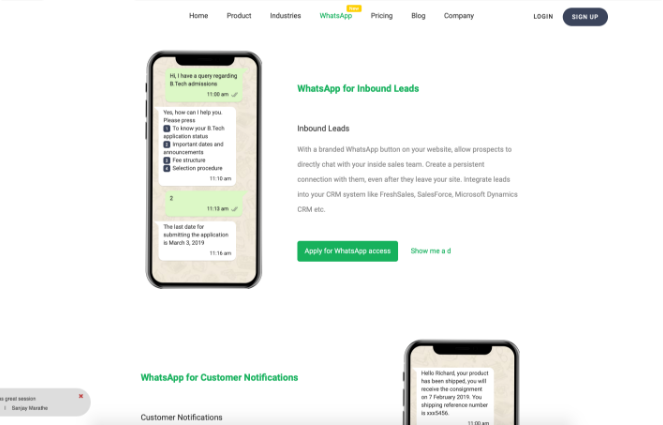 Home Product Industries WhatsApp New Pricing Blog Company LOGIN SIGN UP
Hi, I have a query regarding
B.Tech admissions
11:00 am
Yes, how can I help you.
Please press
1 To know your B.Tech
application status
2 Important dates and
announcements
3 Fee structure
4 Selection procedure
11:10 am
2
11:13 am
The last date for
submitting the application
is March 3, 2019
11:16 am
WhatsApp for Inbound Leads
Inbound Leads
With a branded WhatsApp button on your website, allow prospects to
directly chat with your inside sales team. Create a persistent
connection with them, even after they leave your site. Integrate leads
into your CRM system like FreshSales, SalesForce, Microsoft Dynamics
CRM etc.
Apply for WhatsApp access Show me a d
WhatsApp for Customer Notifications
Customer Notifications
Hello Richard, your product
has been shipped, you will
receive the consignment
on 7 February 2019. You
shipping reference number
is xxx5456.
11:00 am
great session
Sanjay Marathe